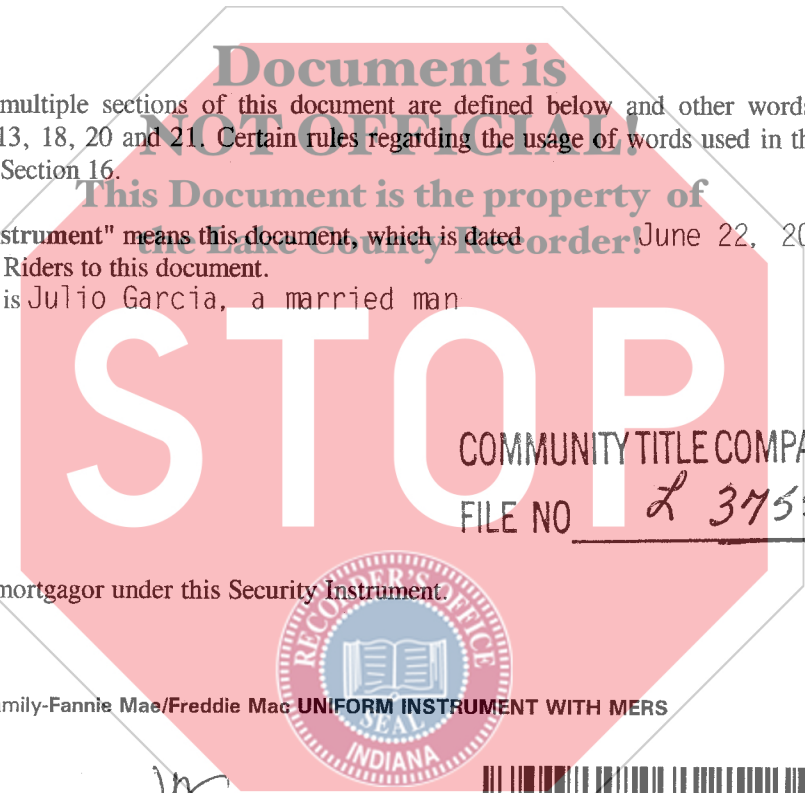 Document is
multiple sections of this document are defined below and other words
13, 18, 20 and 21. Certain rules regarding the usage of words used in th
NOT OFFICIAL!
Section 16.
This Document is the property of
strument" means this document, which is dated June 22, 20
the Lake County Recorder!
Riders to this document.
is Julio Garcia, a married man
STOP
COMMUNITY TITLE COMPA
FILE NO L 375
mortgagor under this Security Instrument.
RECORDER'S OFFICE
SEAL
INDIANA
mily-Fannie Mae/Freddie Mac UNIFORM INSTRUMENT WITH MERS